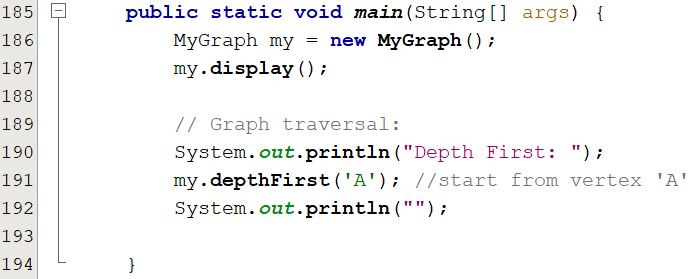 185 public static void main(String[] args) {
186 MyGraph my = new MyGraph();
187 my.display();
188
189 // Graph traversal:
190 System.out.println("Depth First: ");
191 my.depthFirst('A'); //start from vertex 'A'
192 System.out.println("");
193
194 }